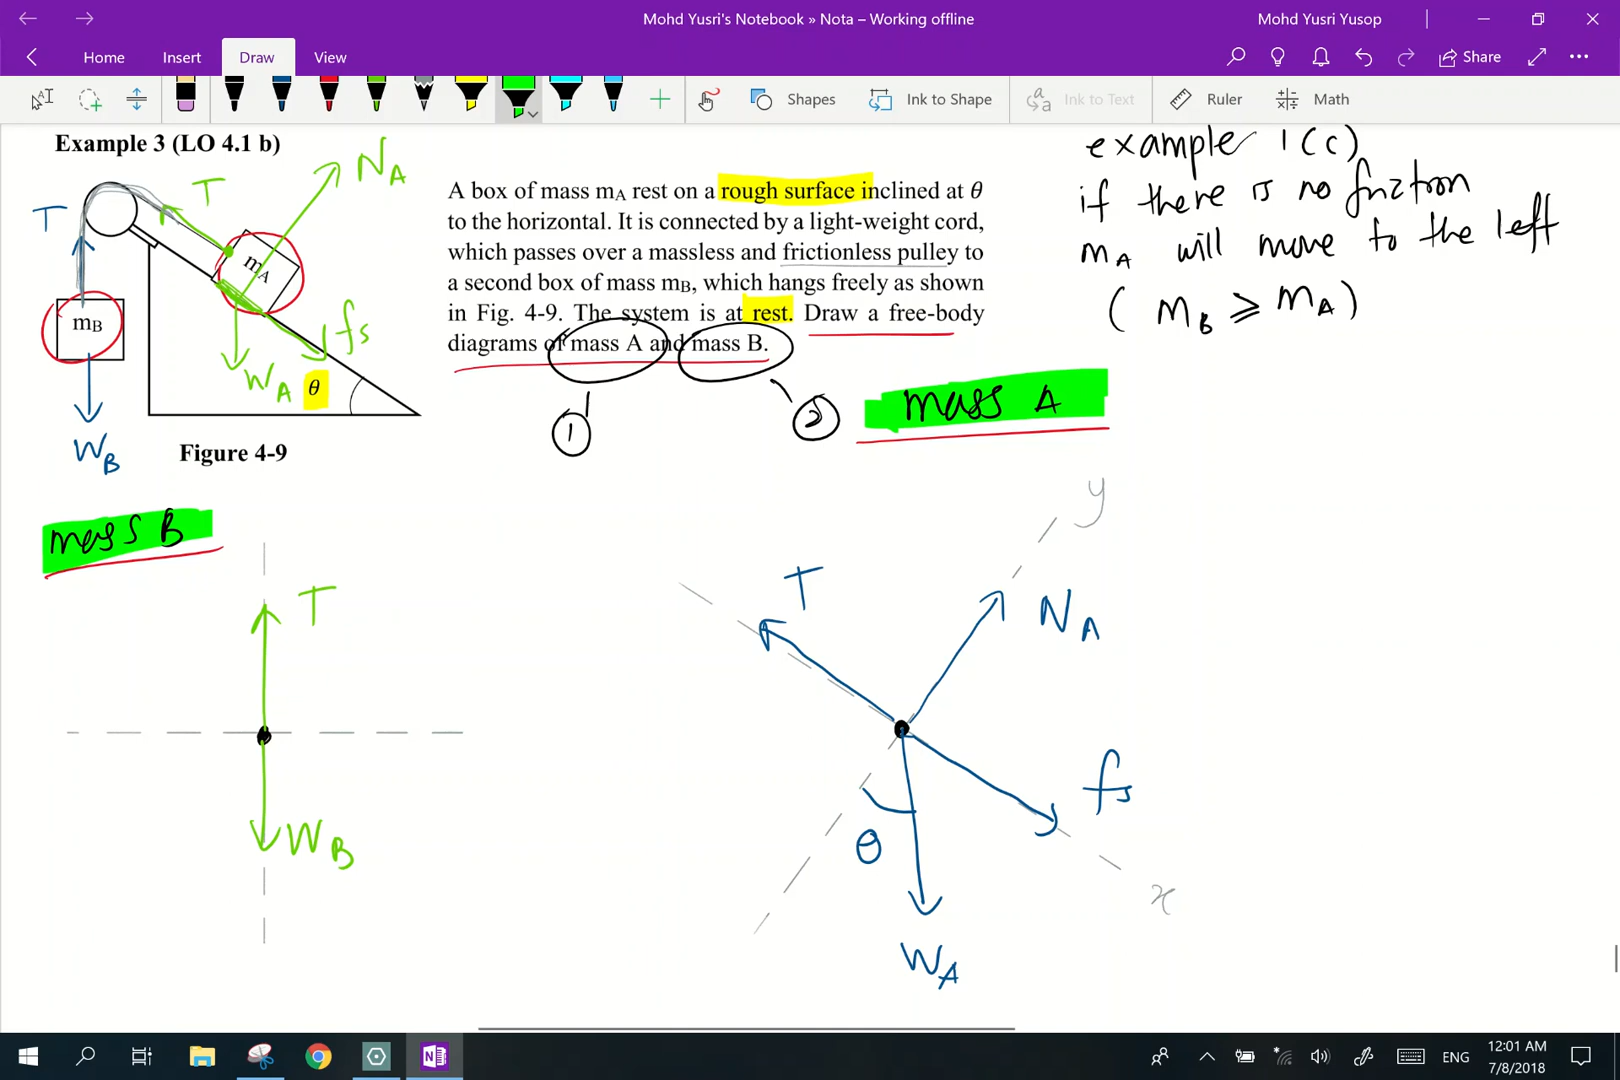 Mohd Yusri's Notebook » Nota – Working offline
Mohd Yusri Yusop
Home Insert Draw View
Share
Shapes
Ink to Shape
Ink to Text
Ruler
Math
Example 3 (LO 4.1 b)
A box of mass mA rest on a rough surface inclined at θ
to the horizontal. It is connected by a light-weight cord,
which passes over a massless and frictionless pulley to
a second box of mass mB, which hangs freely as shown
in Fig. 4-9. The system is at rest. Draw a free-body
diagrams of mass A and mass B.
1
2
example 1(c)
if there is no friction
mA will move to the left
(mB ⩾ mA)
T
T
NA
mA
mB
fs
WA
θ
WB
Figure 4-9
mass A
mass B
T
WB
y
T
NA
fs
θ
x
WA
ENG
12:01 AM
7/8/2018